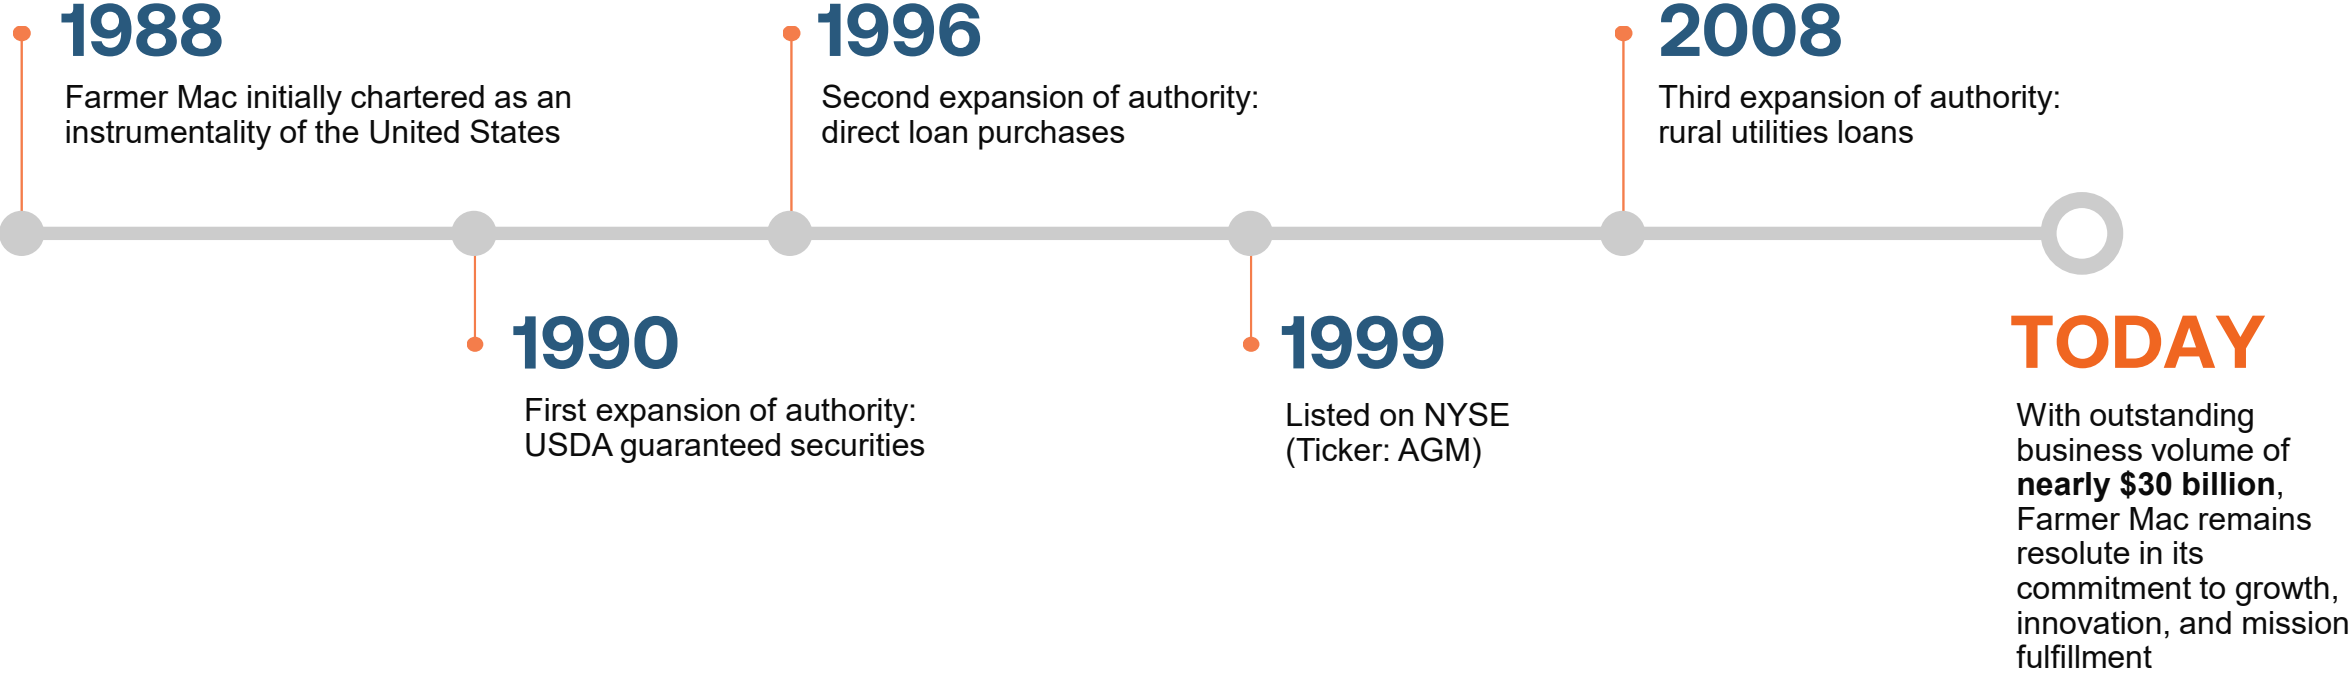 1988
Farmer Mac initially chartered as an
instrumentality of the United States
1990
First expansion of authority:
USDA guaranteed securities
1996
Second expansion of authority:
direct loan purchases
1999
Listed on NYSE
(Ticker: AGM)
2008
Third expansion of authority:
rural utilities loans
TODAY
With outstanding
business volume of
nearly $30 billion,
Farmer Mac remains
resolute in its
commitment to growth,
innovation, and mission
fulfillment